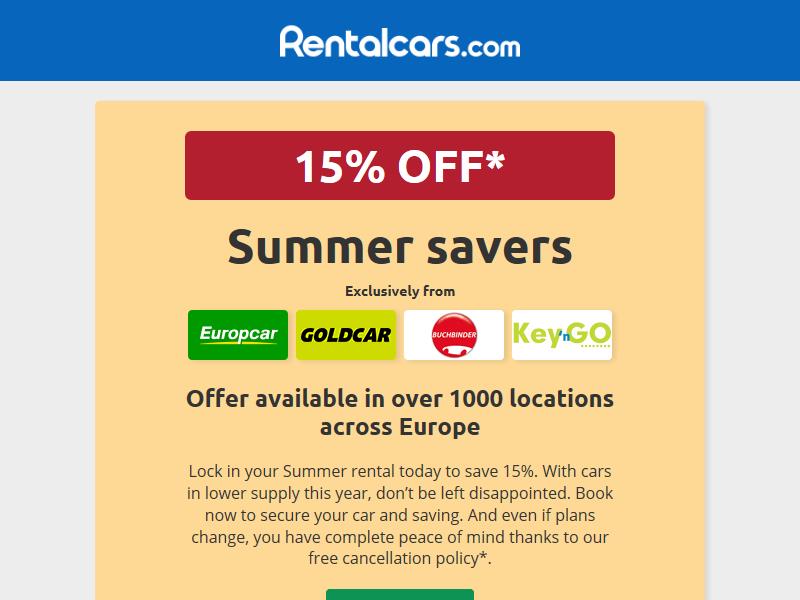 Rentalcars.com
15% OFF*
Summer savers
Exclusively from
Europcar GOLDCAR BUCHBINDER Key'nGO
Offer available in over 1000 locations
across Europe
Lock in your Summer rental today to save 15%. With cars
in lower supply this year, don’t be left disappointed. Book
now to secure your car and saving. And even if plans
change, you have complete peace of mind thanks to our
free cancellation policy*.